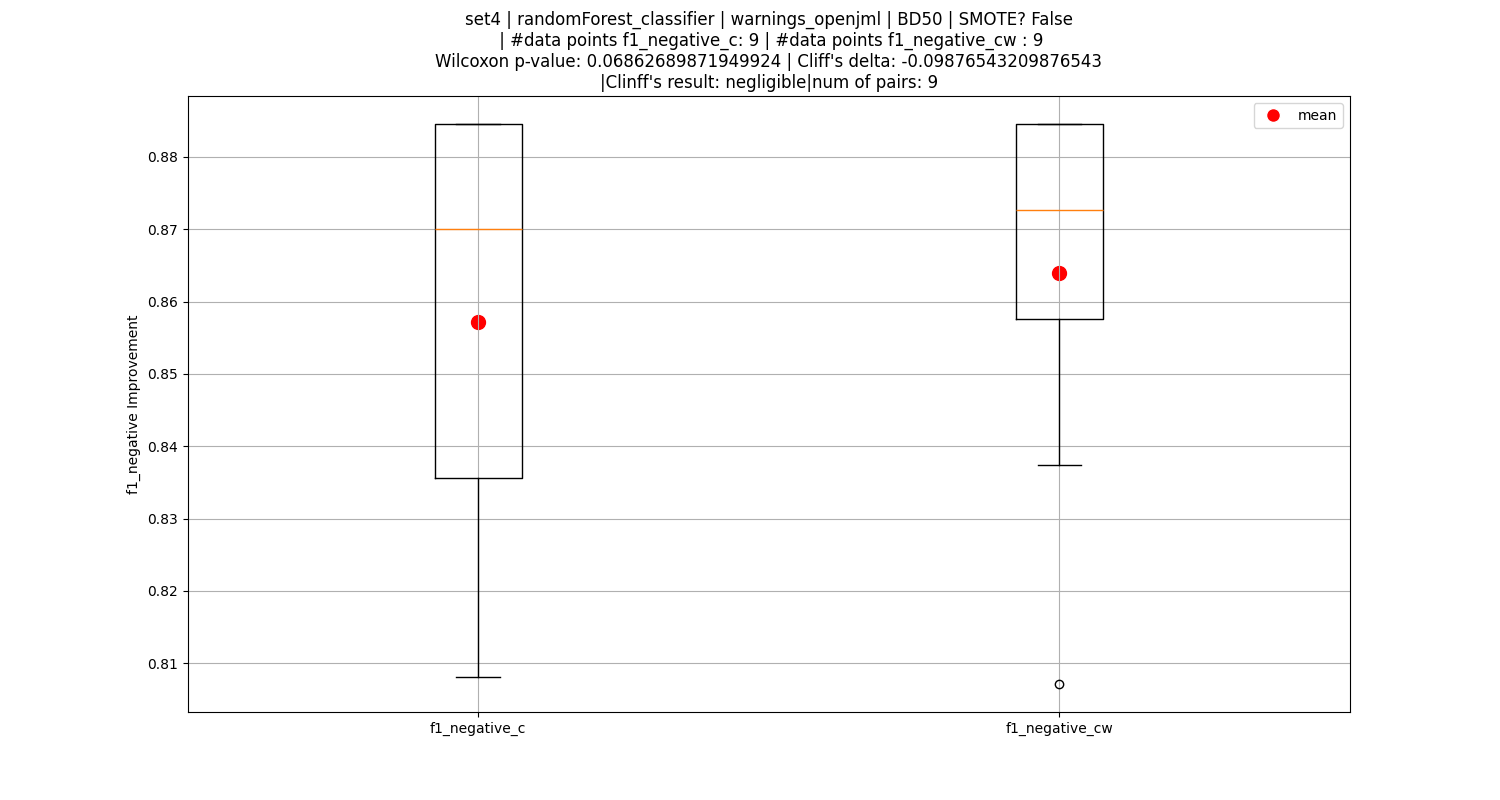 set4 | randomForest_classifier | warnings_openjml | BD50 | SMOTE? False
| #data points f1_negative_c: 9 | #data points f1_negative_cw : 9
Wilcoxon p-value: 0.06862689871949924 | Cliff's delta: -0.09876543209876543
|Clinff's result: negligible|num of pairs: 9
mean
0.88
0.87
0.86
0.85
0.84
0.83
0.82
0.81
f1_negative Improvement
f1_negative_c
f1_negative_cw